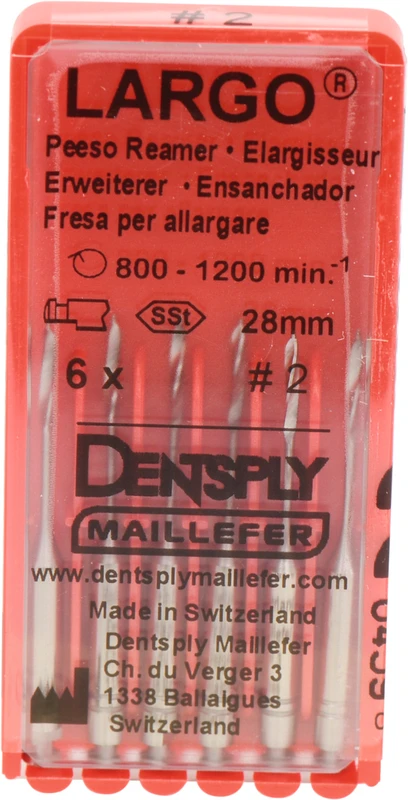 # 2
LARGO®
Peeso Reamer · Elargisseur
Erweiterer · Ensanchador
Fresa per allargare
800 - 1200 min.⁻¹
SSt 28mm
6 x # 2
DENTSPLY
MAILLEFER
www.dentsplymaillefer.com
Made in Switzerland
Dentsply Maillefer
Ch. du Verger 3
1338 Ballaigues
Switzerland
0459